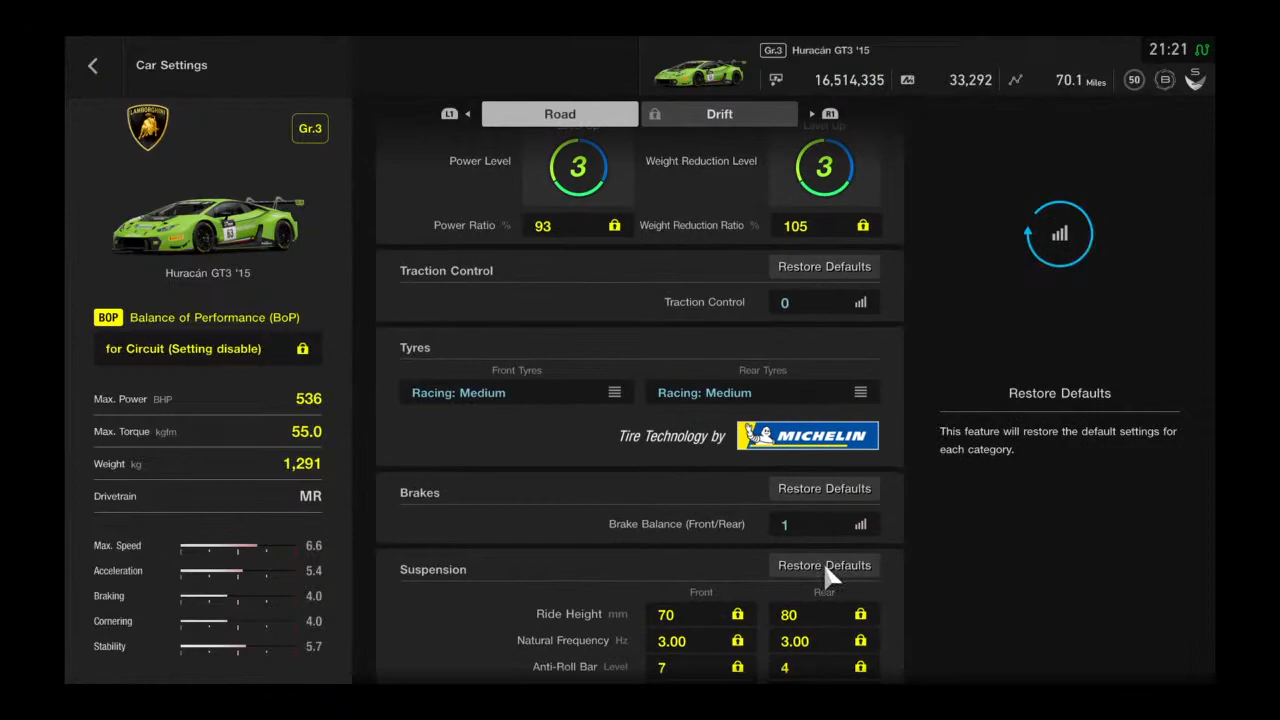 Car Settings
Gr.3 Huracán GT3 '15
21:21
16,514,335
33,292
70.1 Miles
50
B
S
LAMBORGHINI
Gr.3
L1
Road
Drift
R1
Level Up
Level Up
Power Level
3
Weight Reduction Level
3
Power Ratio %
93
Weight Reduction Ratio %
105
Traction Control
Restore Defaults
Traction Control
0
Tyres
Front Tyres
Rear Tyres
Racing: Medium
Racing: Medium
Tire Technology by
MICHELIN
Brakes
Restore Defaults
Brake Balance (Front/Rear)
1
Suspension
Restore Defaults
Front
Rear
Ride Height mm
70
80
Natural Frequency Hz
3.00
3.00
Anti-Roll Bar Level
7
4
63
Huracán GT3 '15
BOP Balance of Performance (BoP)
for Circuit (Setting disable)
Max. Power BHP
536
Max. Torque kgfm
55.0
Weight kg
1,291
Drivetrain
MR
Max. Speed
6.6
Acceleration
5.4
Braking
4.0
Cornering
4.0
Stability
5.7
Restore Defaults
This feature will restore the default settings for
each category.